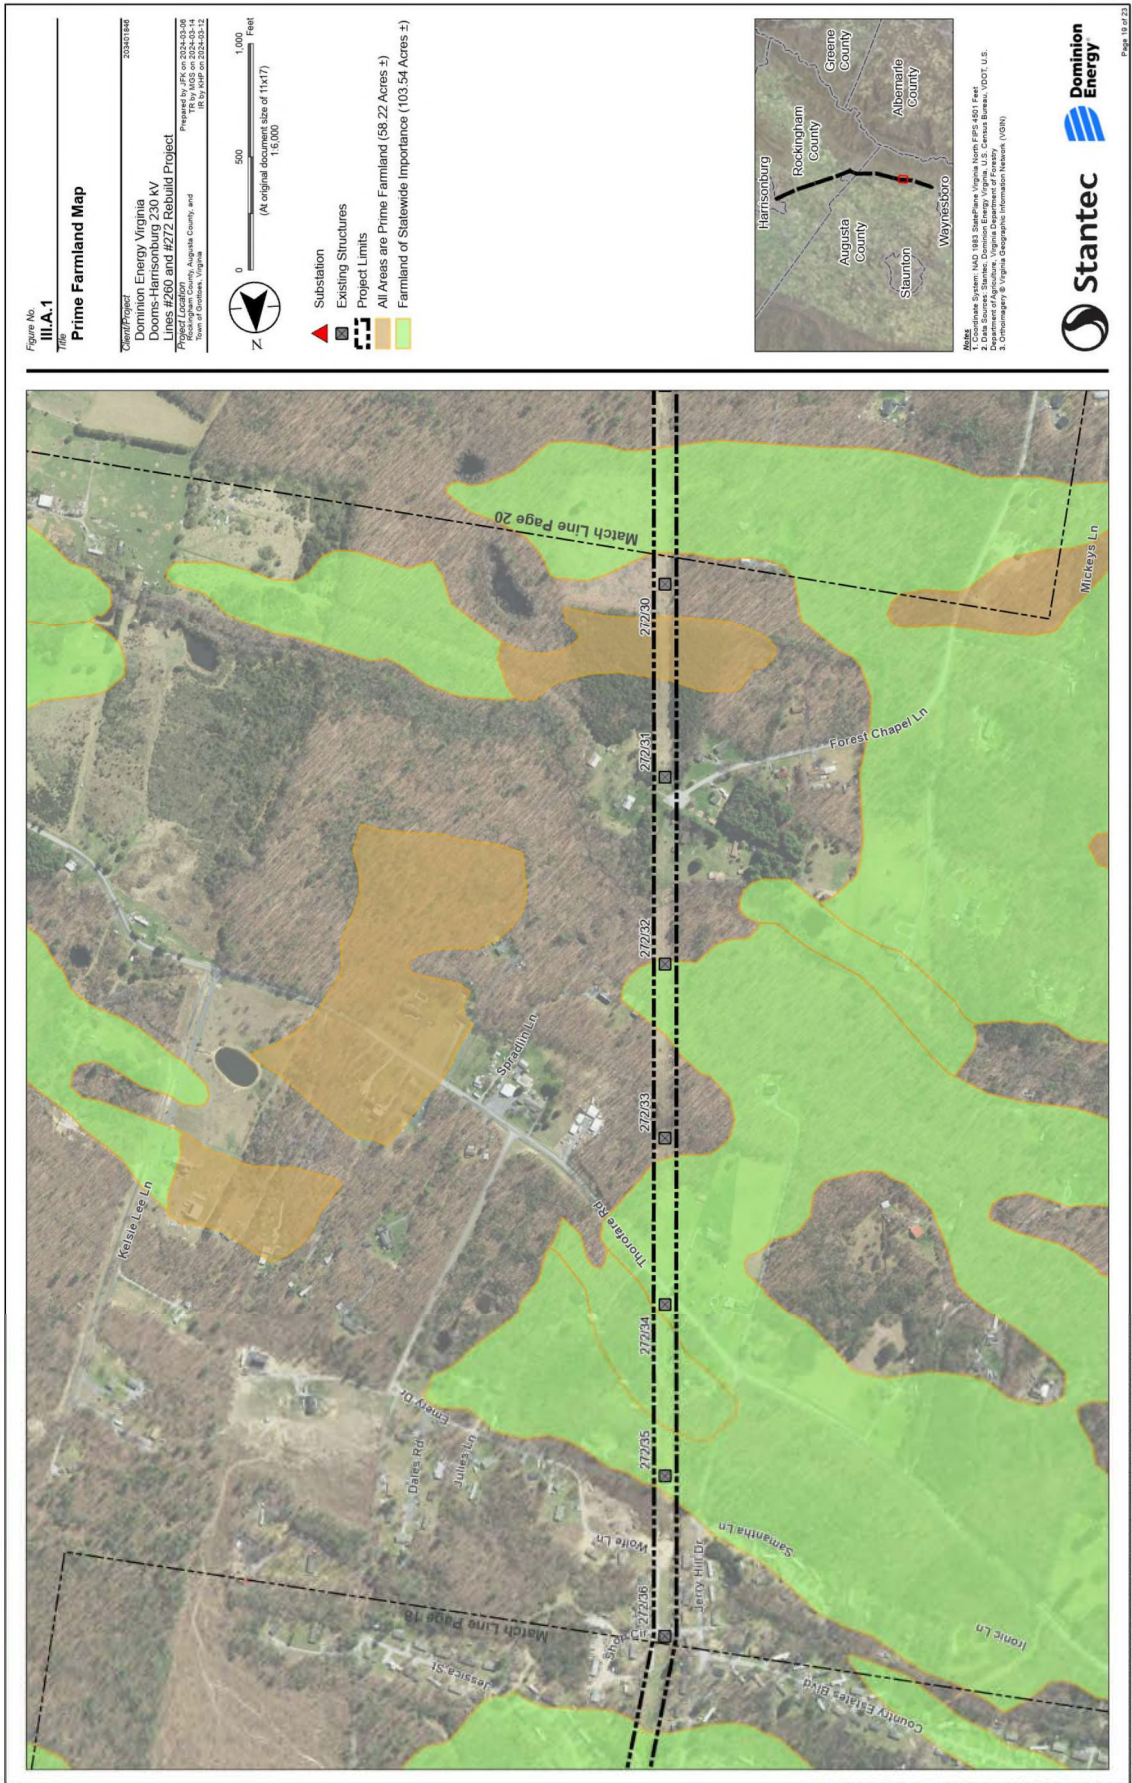 Figure No.
III.A.1
Title
Prime Farmland Map
Client/Project
203401846
Dominion Energy Virginia
Dooms-Harrisonburg 230 kV
Lines #260 and #272 Rebuild Project
Project Location
Rockingham County, Augusta County, and
Town of Grottoes, Virginia
Prepared by JFK on 2024-03-06
TR by MGS on 2024-03-14
IR by KHP on 2024-03-12
N
0 500 1,000
Feet
(At original document size of 11x17)
1:6,000
Substation
Existing Structures
Project Limits
All Areas are Prime Farmland (58.22 Acres ±)
Farmland of Statewide Importance (103.54 Acres ±)
Harrisonburg
Rockingham
County
Greene
County
Augusta
County
Albemarle
County
Staunton
Waynesboro
Notes
1. Coordinate System: NAD 1983 StatePlane Virginia North FIPS 4501 Feet
2. Data Sources: Stantec, Dominion Energy Virginia, U.S. Census Bureau, VDOT, U.S.
Department of Agriculture, Virginia Department of Forestry
3. Orthoimagery © Virginia Geographic Information Network (VGIN)
Stantec
Dominion
Energy®
Page 19 of 23
Match Line Page 18
Match Line Page 20
Kelsie Lee Ln
Spradlin Ln
Thorofare Rd
Emery Dr
Dales Rd
Julies Ln
Jessica St
Wolfe Ln
Jerry Hill Dr
Samantha Ln
Country Estates Blvd
Ironic Ln
Forest Chapel Ln
Mickeys Ln
272/36
272/35
272/34
272/33
272/32
272/31
272/30